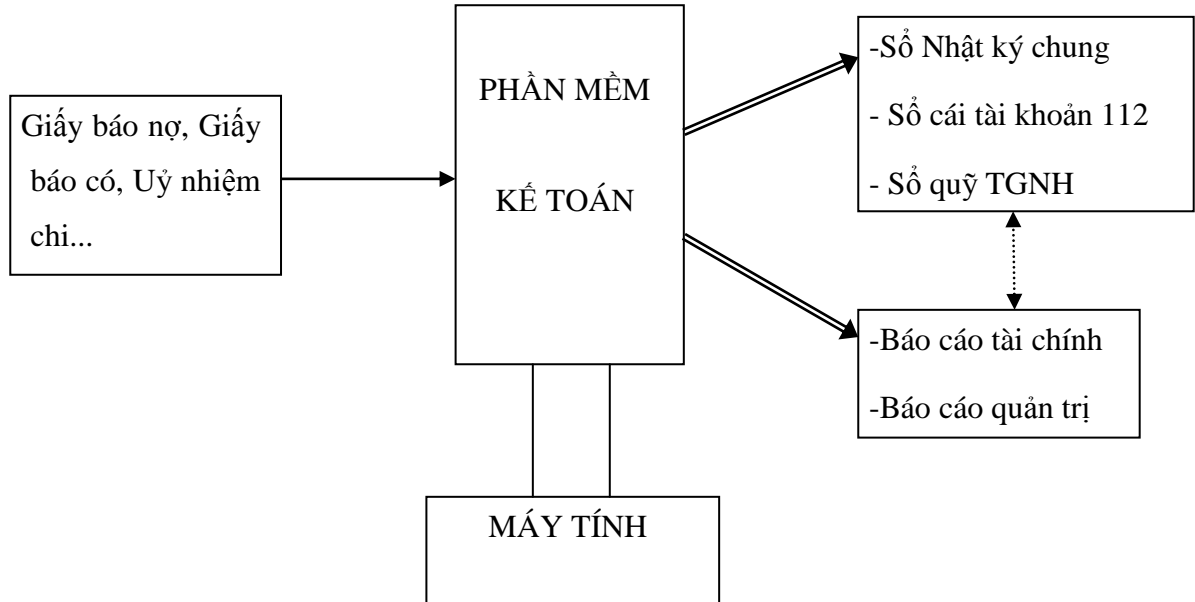 Giấy báo nợ, Giấy
báo có, Uỷ nhiệm
chi...
PHẦN MỀM
KẾ TOÁN
MÁY TÍNH
-Sổ Nhật ký chung
- Sổ cái tài khoản 112
- Sổ quỹ TGNH
-Báo cáo tài chính
-Báo cáo quản trị